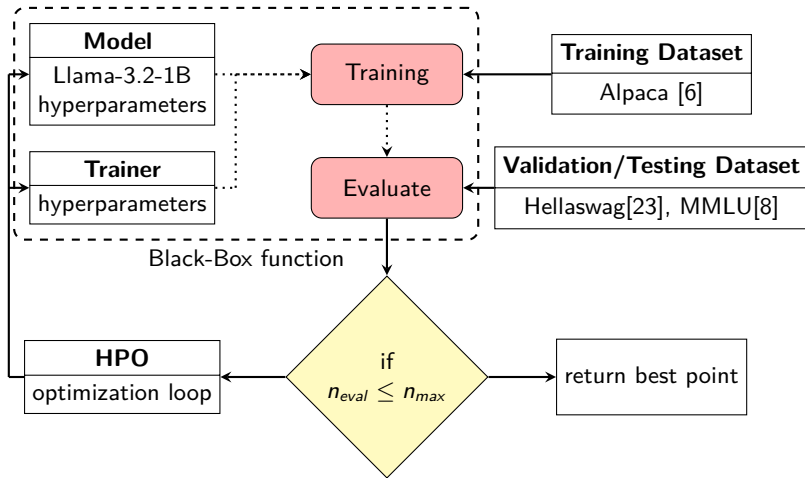 Model
Llama-3.2-1B
hyperparameters
Training
Training Dataset
Alpaca [6]
Trainer
hyperparameters
Evaluate
Validation/Testing Dataset
Hellaswag[23], MMLU[8]
Black-Box function
HPO
optimization loop
if
n_eval ≤ n_max
return best point